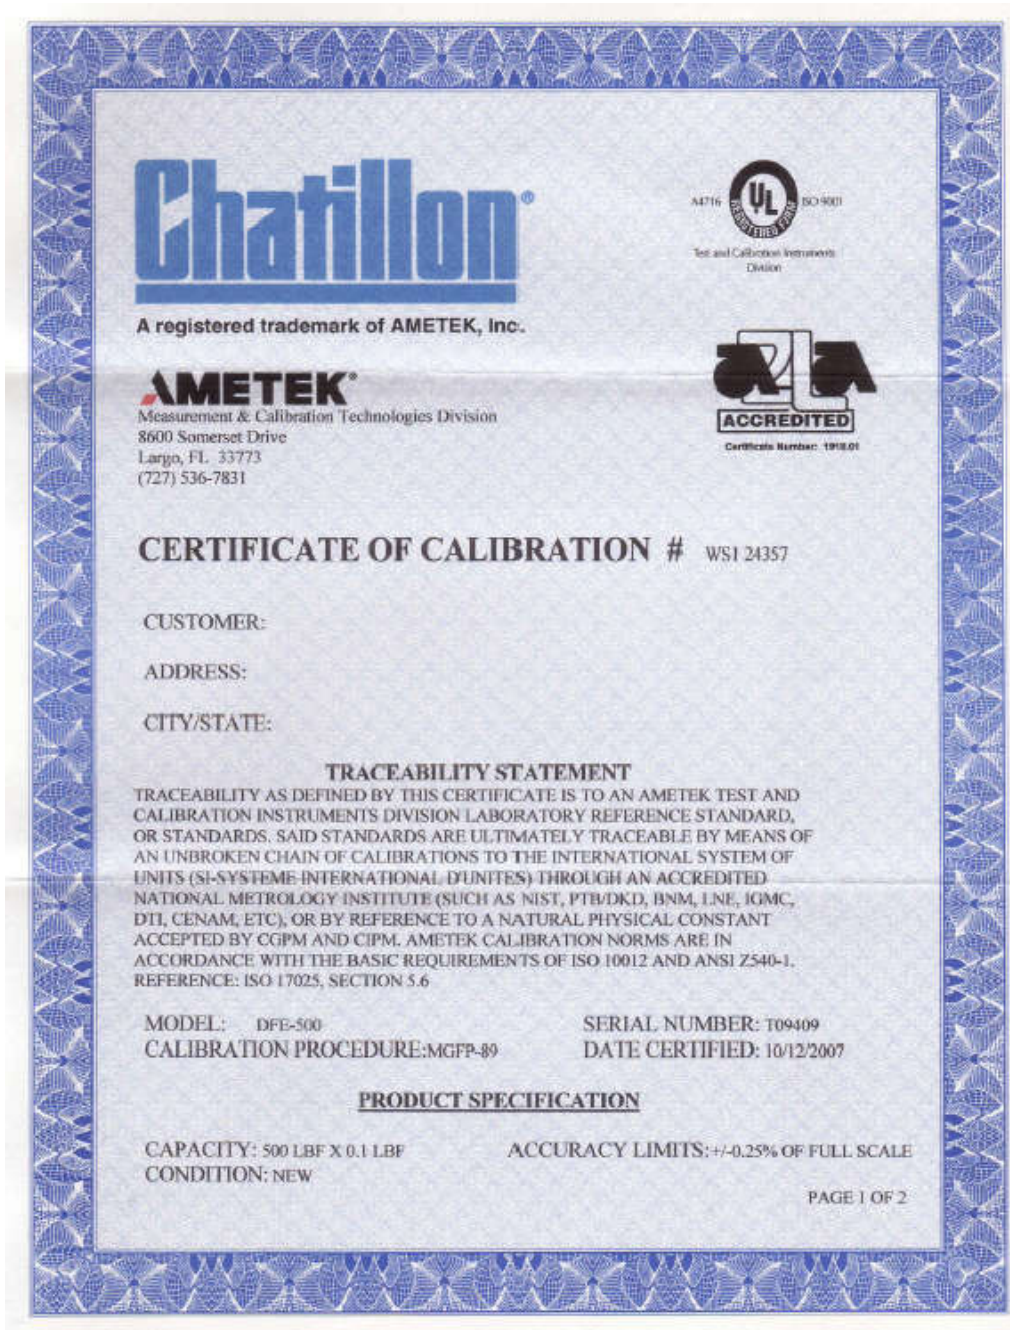 Chatillon®
A registered trademark of AMETEK, Inc.
A4716
UL
REGISTERED FIRM
ISO 9001
Test and Calibration Instruments
Division
AMETEK®
Measurement & Calibration Technologies Division
8600 Somerset Drive
Largo, FL 33773
(727) 536-7831
a2la
ACCREDITED
Certificate Number: 1910.01
CERTIFICATE OF CALIBRATION # WS1 24357
CUSTOMER:
ADDRESS:
CITY/STATE:
TRACEABILITY STATEMENT
TRACEABILITY AS DEFINED BY THIS CERTIFICATE IS TO AN AMETEK TEST AND
CALIBRATION INSTRUMENTS DIVISION LABORATORY REFERENCE STANDARD,
OR STANDARDS. SAID STANDARDS ARE ULTIMATELY TRACEABLE BY MEANS OF
AN UNBROKEN CHAIN OF CALIBRATIONS TO THE INTERNATIONAL SYSTEM OF
UNITS (SI-SYSTEME INTERNATIONAL D'UNITES) THROUGH AN ACCREDITED
NATIONAL METROLOGY INSTITUTE (SUCH AS NIST, PTB/DKD, BNM, LNE, IGMC,
DTI, CENAM, ETC), OR BY REFERENCE TO A NATURAL PHYSICAL CONSTANT
ACCEPTED BY CGPM AND CIPM. AMETEK CALIBRATION NORMS ARE IN
ACCORDANCE WITH THE BASIC REQUIREMENTS OF ISO 10012 AND ANSI Z540-1.
REFERENCE: ISO 17025, SECTION 5.6
MODEL: DFE-500
SERIAL NUMBER: T09409
CALIBRATION PROCEDURE:MGFP-89
DATE CERTIFIED: 10/12/2007
PRODUCT SPECIFICATION
CAPACITY: 500 LBF X 0.1 LBF
ACCURACY LIMITS:+/-0.25% OF FULL SCALE
CONDITION: NEW
PAGE 1 OF 2